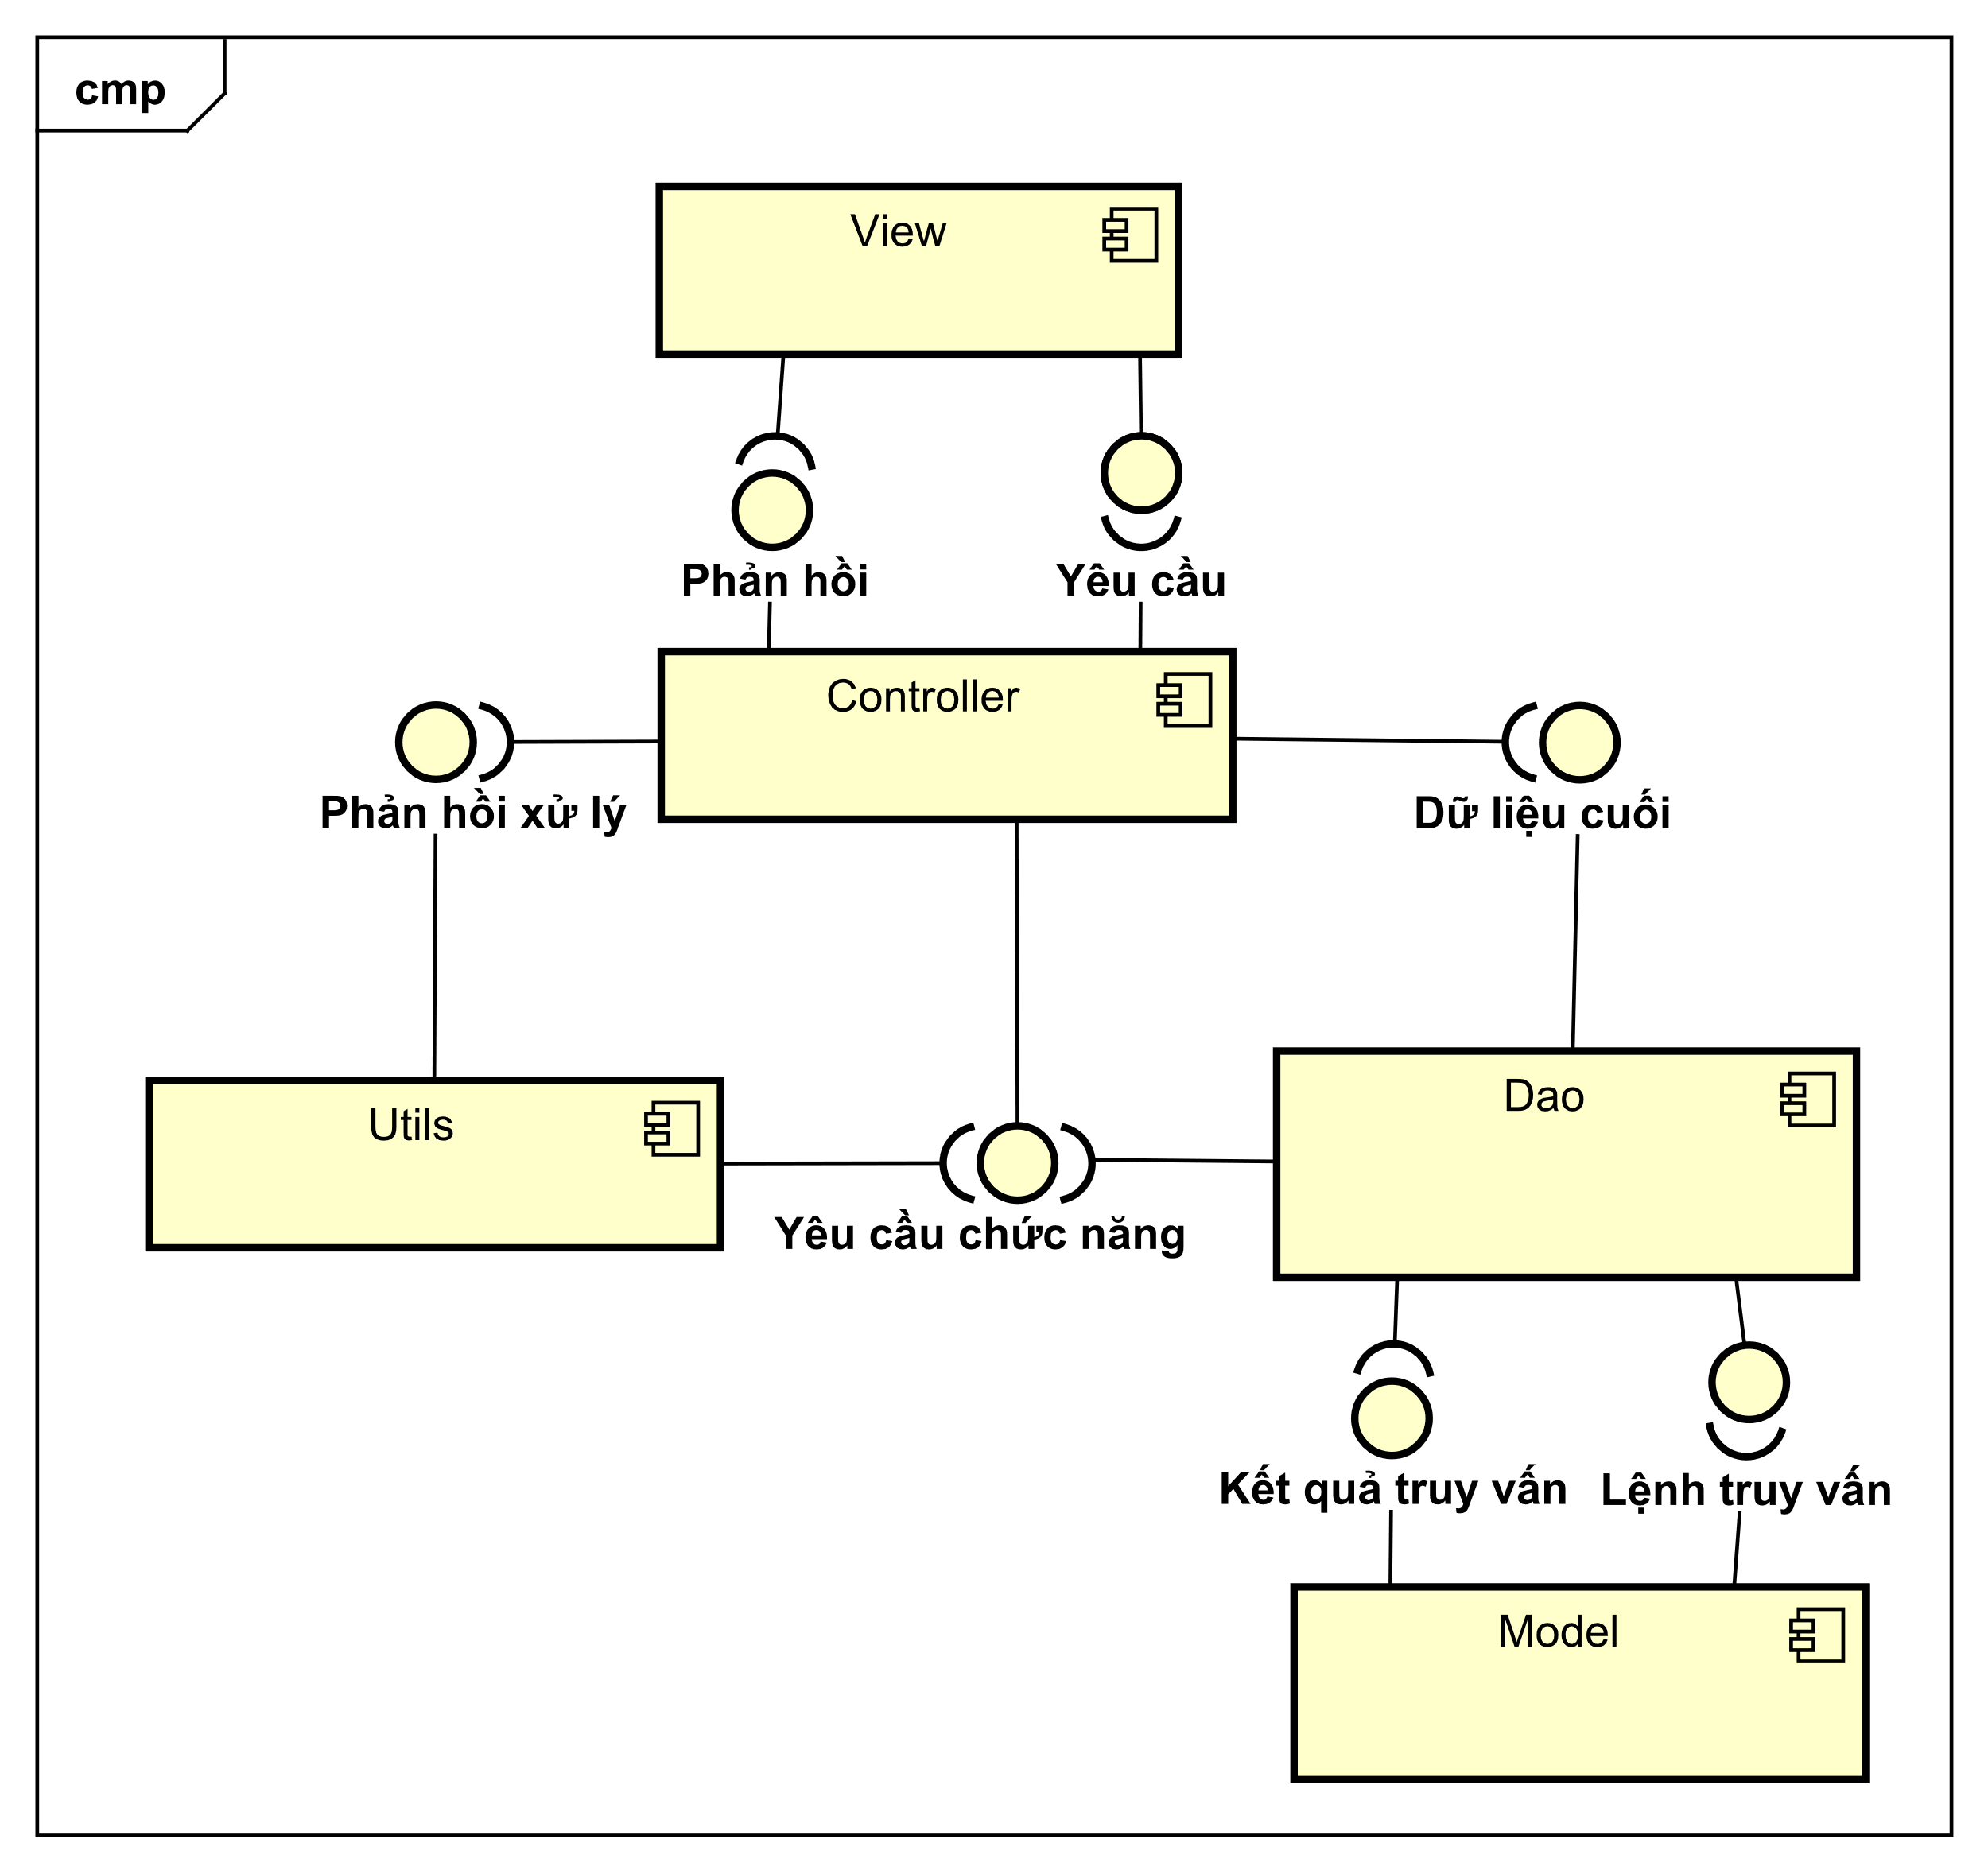 cmp
View
Phản hồi
Yêu cầu
Controller
Phản hồi xử lý
Dữ liệu cuối
Utils
Dao
Yêu cầu chức năng
Kết quả truy vấn
Lệnh truy vấn
Model